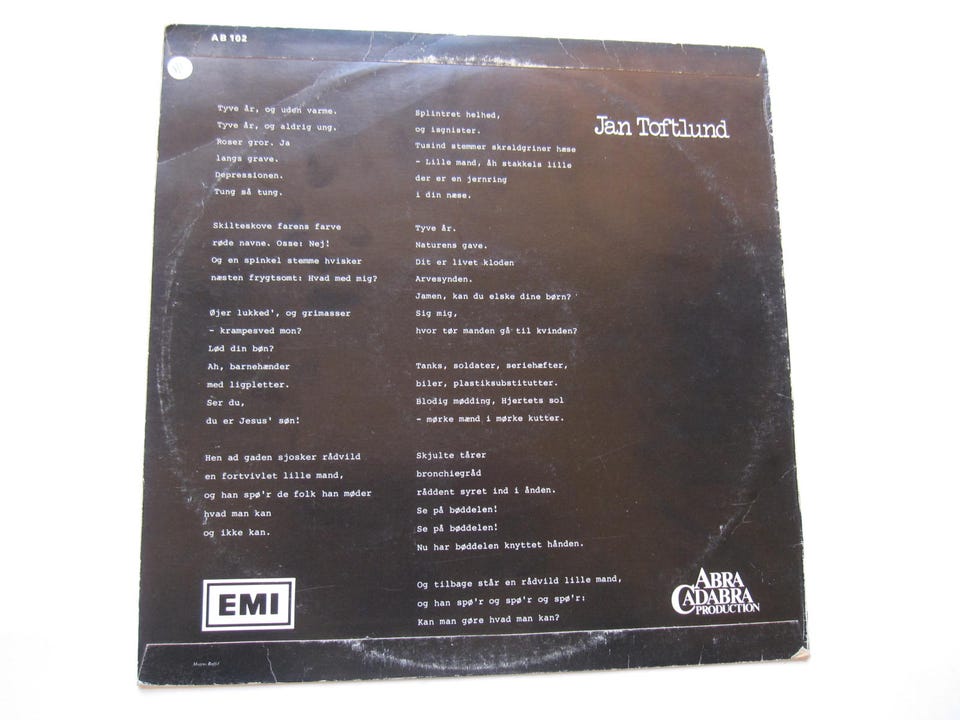 AB 102
Jan Toftlund
Tyve år, og uden varme.
Tyve år, og aldrig ung.
Roser gror. Ja
langs grave.
Depressionen.
Tung så tung.
Skilteskove farens farve
røde navne. Osse: Nej!
Og en spinkel stemme hvisker
næsten frygtsomt: Hvad med mig?
Øjer lukked', og grimasser
- krampesved mon?
Lød din bøn?
Ah, barnehænder
med ligpletter.
Ser du,
du er Jesus' søn!
Hen ad gaden sjosker rådvild
en fortvivlet lille mand,
og han spø'r de folk han møder
hvad man kan
og ikke kan.
Splintret helhed,
og isgnister.
Tusind stemmer skraldgriner hæse
- Lille mand, åh stakkels lille
der er en jernring
i din næse.
Tyve år.
Naturens gave.
Dit er livet kloden
Arvesynden.
Jamen, kan du elske dine børn?
Sig mig,
hvor tør manden gå til kvinden?
Tanks, soldater, seriehæfter,
biler, plastiksubstitutter.
Blodig mødding, Hjertets sol
- mørke mænd i mørke kutter.
Skjulte tårer
bronchiegråd
råddent syret ind i ånden.
Se på bøddelen!
Se på bøddelen!
Nu har bøddelen knyttet hånden.
Og tilbage står en rådvild lille mand,
og han spø'r og spø'r og spø'r:
Kan man gøre hvad man kan?
EMI
ABRA
CADABRA
PRODUCTION